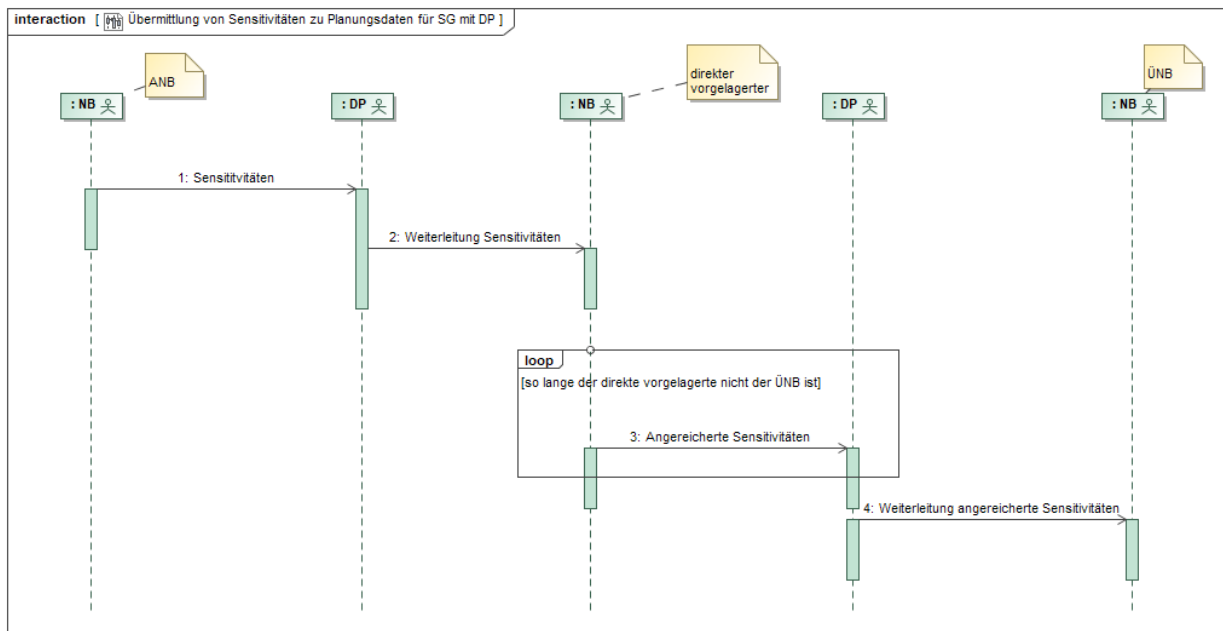 interaction [ Übermittlung von Sensitivitäten zu Planungsdaten für SG mit DP ]
ANB
direkter
vorgelagerter
ÜNB
: NB
: DP
: NB
: DP
: NB
1: Sensititvitäten
2: Weiterleitung Sensitivitäten
loop
[so lange der direkte vorgelagerte nicht der ÜNB ist]
3: Angereicherte Sensitivitäten
4: Weiterleitung angereicherte Sensitivitäten